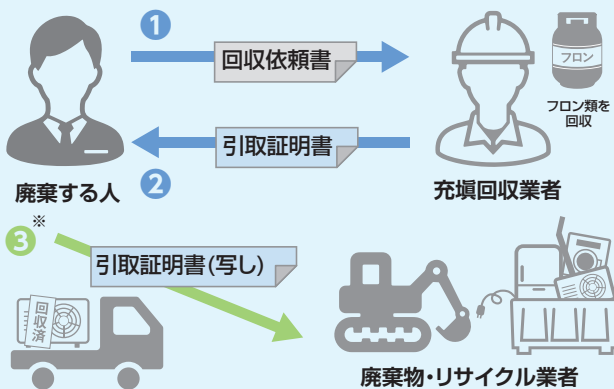 1
回収依頼書
フロン
フロン類を
回収
引取証明書
2
廃棄する人
充塡回収業者
※
3
引取証明書(写し)
回収済
廃棄物・リサイクル業者